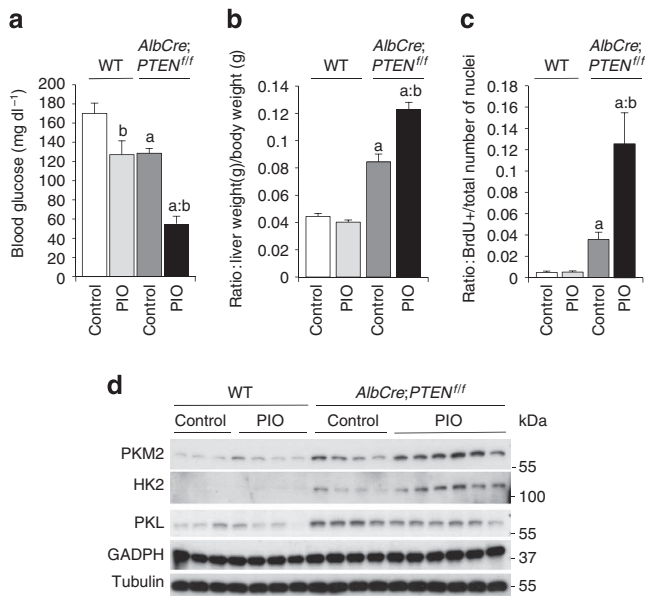 a
AlbCre;
WT PTENf/f
Blood glucose (mg dl−1)
200
180
160
140
120
100
80
60
40
20
0
b
a
a:b
Control
PIO
Control
PIO
b
AlbCre;
WT PTENf/f
Ratio: liver weight(g)/body weight (g)
0.14
0.12
0.1
0.08
0.06
0.04
0.02
0
a
a:b
Control
PIO
Control
PIO
c
AlbCre;
WT PTENf/f
Ratio: BrdU+/total number of nuclei
0.18
0.16
0.14
0.12
0.1
0.08
0.06
0.04
0.02
0
a
a:b
Control
PIO
Control
PIO
d
WT AlbCre;PTENf/f
Control PIO Control PIO kDa
PKM2
55
HK2
100
PKL
55
GADPH 37
Tubulin 55